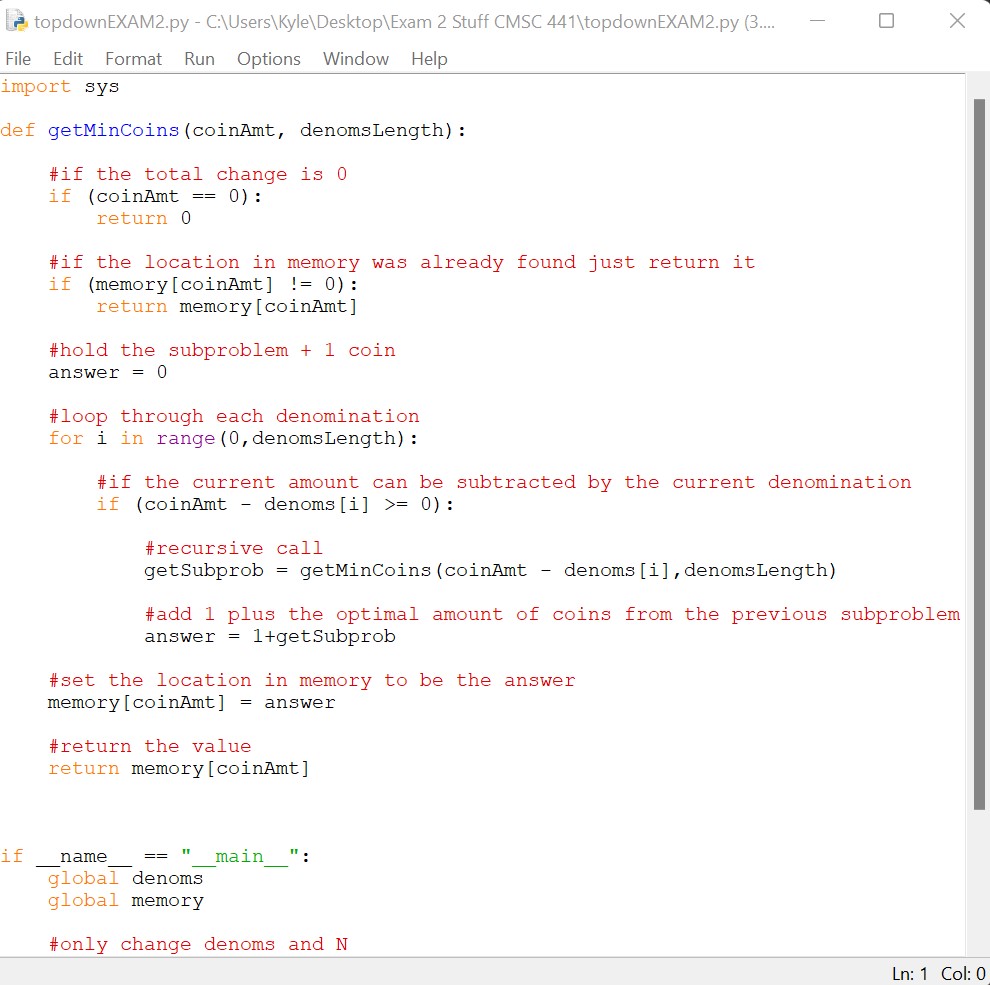 topdownEXAM2.py - C:\Users\Kyle\Desktop\Exam 2 Stuff CMSC 441\topdownEXAM2.py (3....
File Edit Format Run Options Window Help
import sys
def getMinCoins(coinAmt, denomsLength):
    #if the total change is 0
    if (coinAmt == 0):
        return 0
    #if the location in memory was already found just return it
    if (memory[coinAmt] != 0):
        return memory[coinAmt]
    #hold the subproblem + 1 coin
    answer = 0
    #loop through each denomination
    for i in range(0,denomsLength):
        #if the current amount can be subtracted by the current denomination
        if (coinAmt - denoms[i] >= 0):
            #recursive call
            getSubprob = getMinCoins(coinAmt - denoms[i],denomsLength)
            #add 1 plus the optimal amount of coins from the previous subproblem
            answer = 1+getSubprob
    #set the location in memory to be the answer
    memory[coinAmt] = answer
    #return the value
    return memory[coinAmt]
if __name__ == "__main__":
    global denoms
    global memory
    #only change denoms and N
Ln: 1 Col: 0